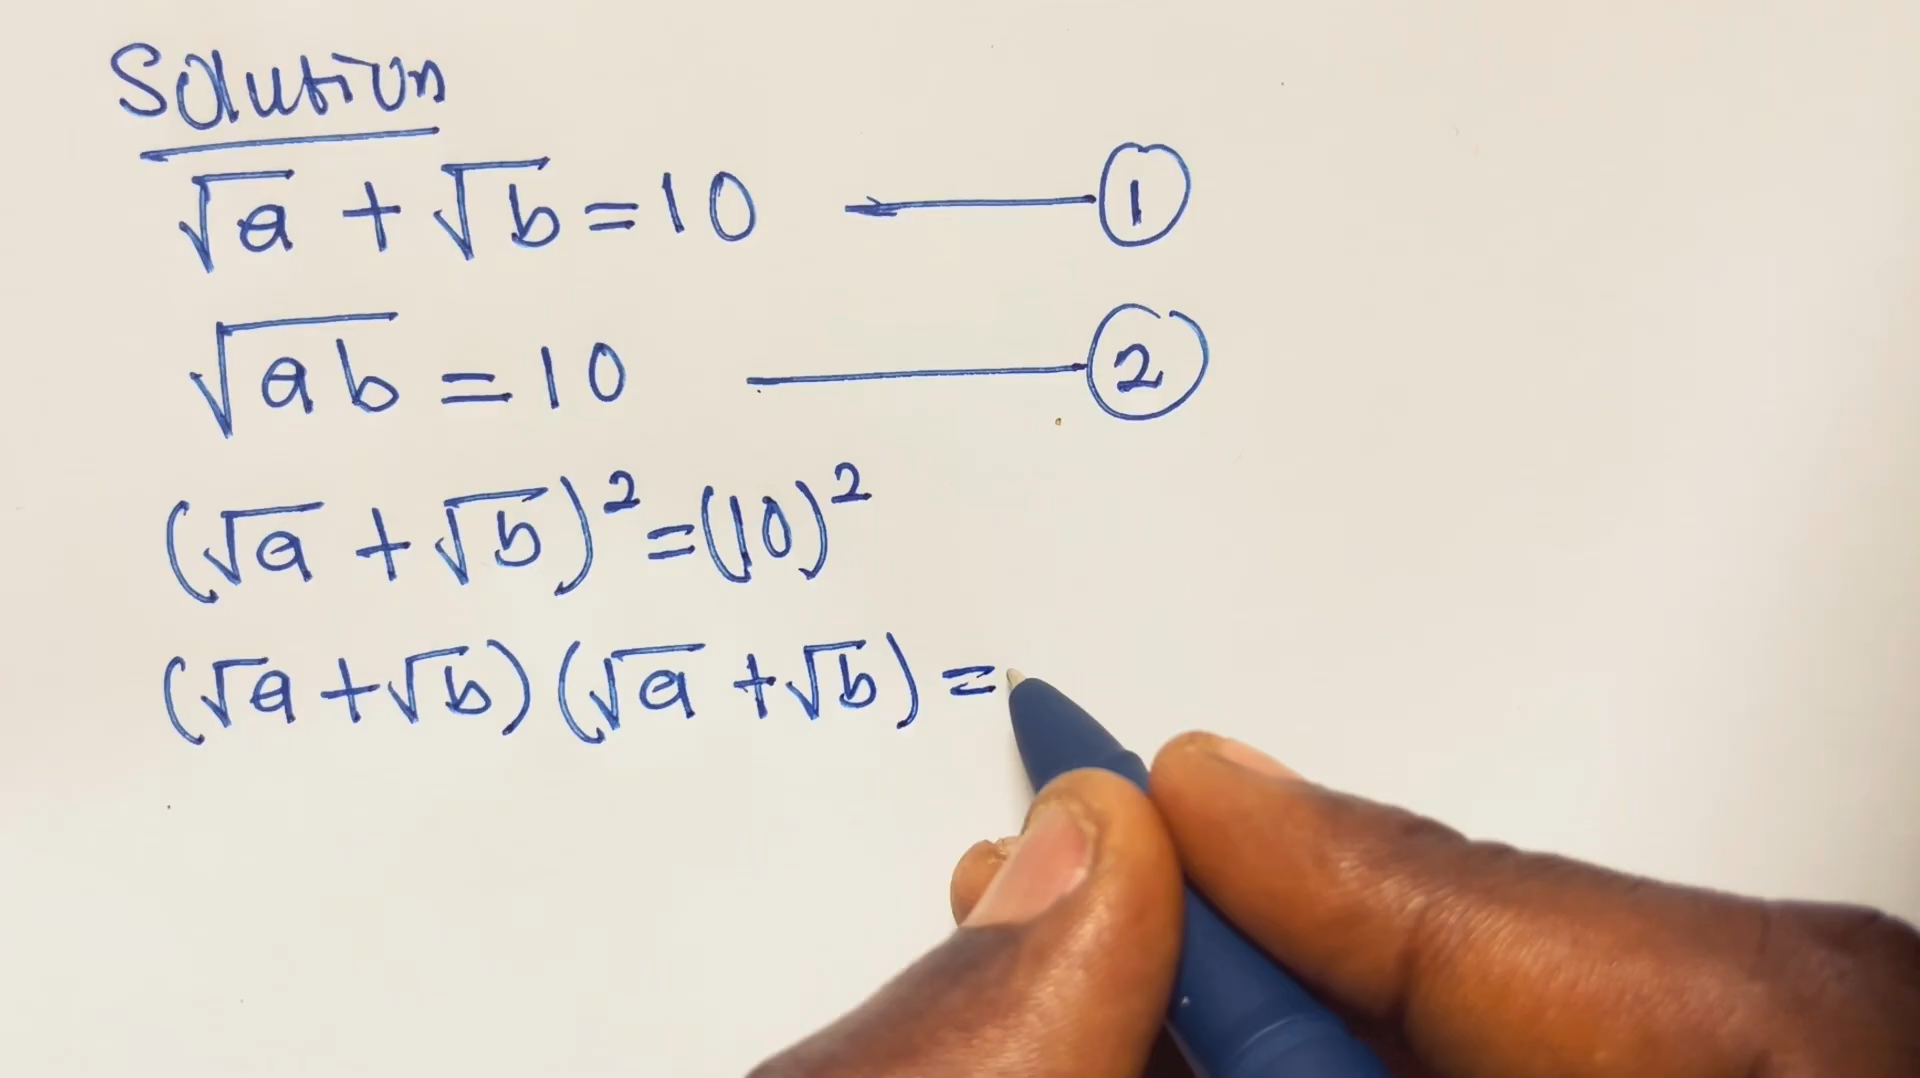 Solution
√a + √b = 10 ← ①
√ab = 10 — ②
(√a + √b)² = (10)²
(√a + √b)(√a + √b) =